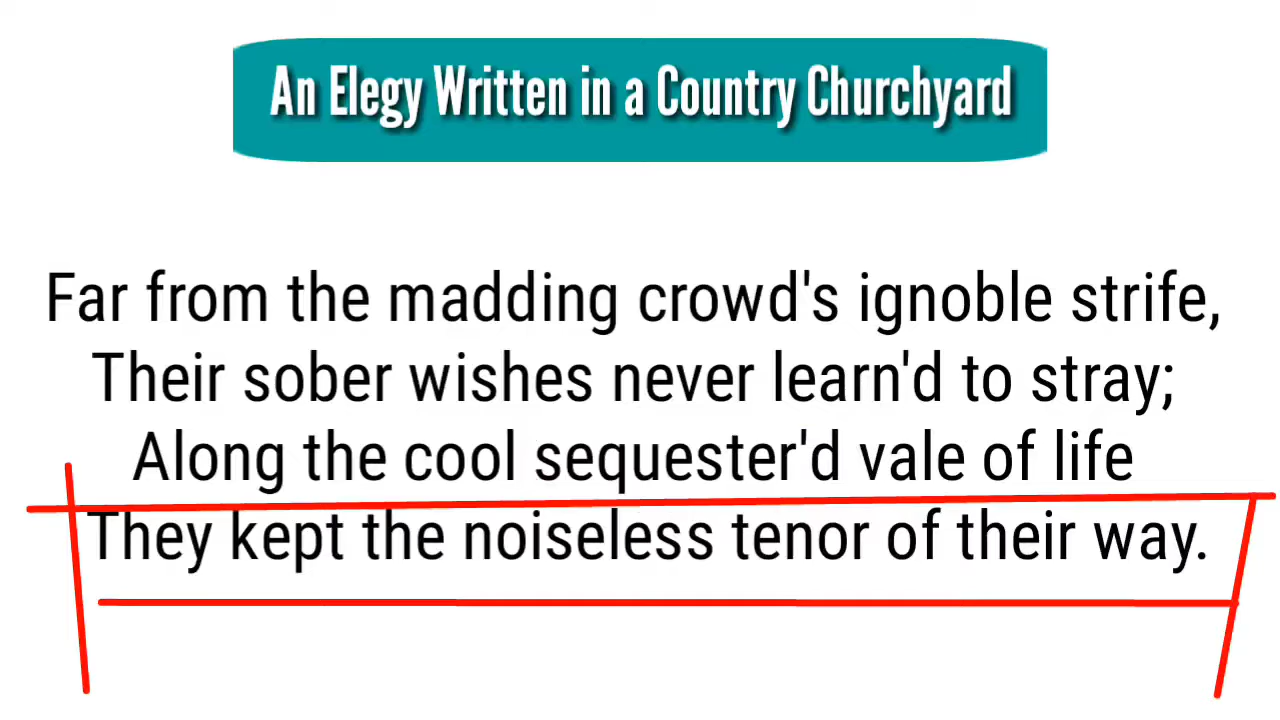 An Elegy Written in a Country Churchyard
Far from the madding crowd's ignoble strife,
Their sober wishes never learn'd to stray;
Along the cool sequester'd vale of life
They kept the noiseless tenor of their way.